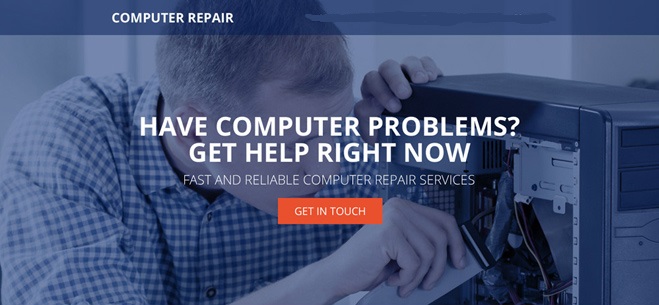 COMPUTER REPAIR
HAVE COMPUTER PROBLEMS?
GET HELP RIGHT NOW
FAST AND RELIABLE COMPUTER REPAIR SERVICES
GET IN TOUCH